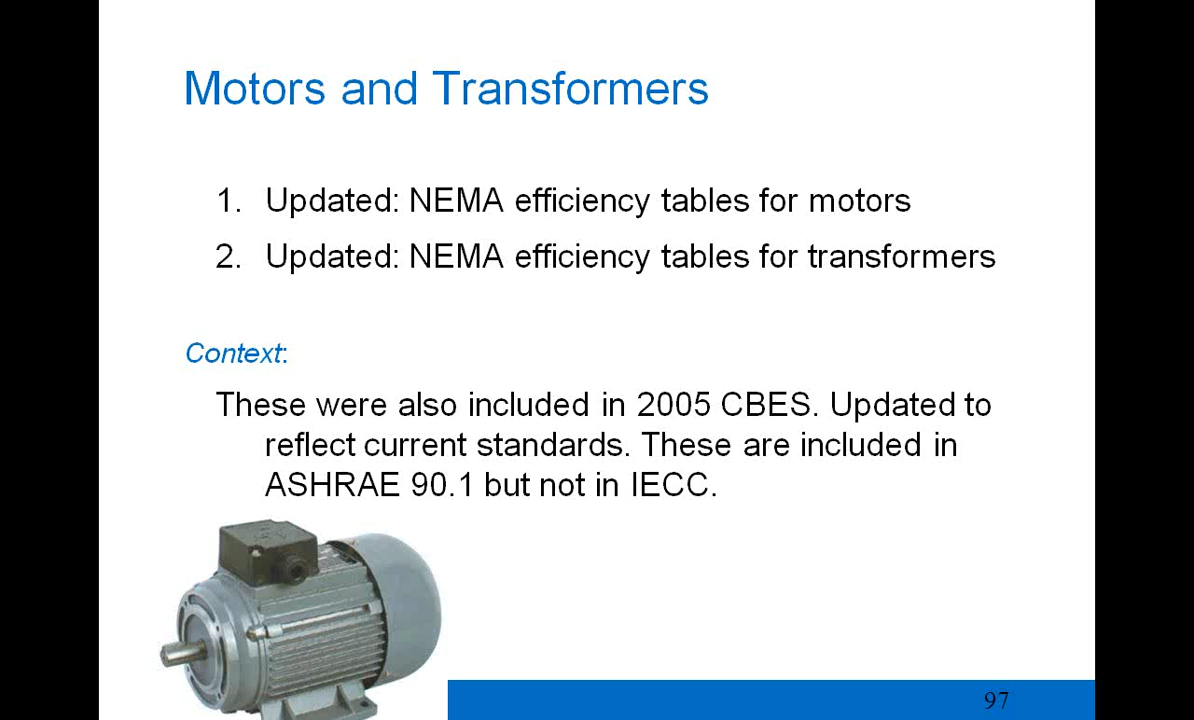 Motors and Transformers
1. Updated: NEMA efficiency tables for motors
2. Updated: NEMA efficiency tables for transformers
Context:
These were also included in 2005 CBES. Updated to
reflect current standards. These are included in
ASHRAE 90.1 but not in IECC.
97